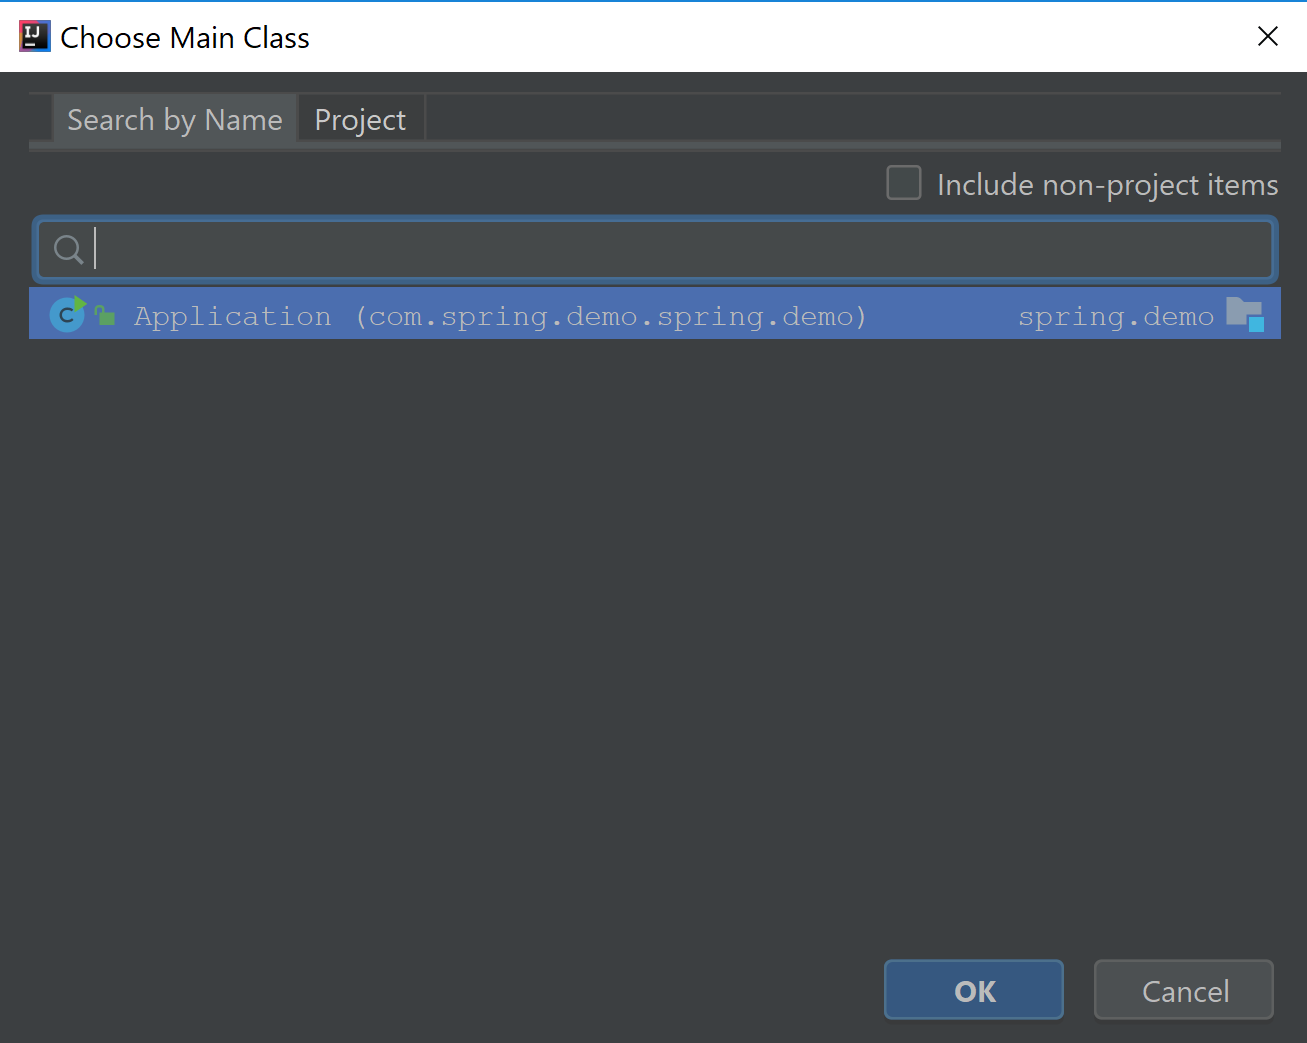 IJ Choose Main Class
Search by Name Project
Include non-project items
C Application (com.spring.demo.spring.demo) spring.demo
OK Cancel